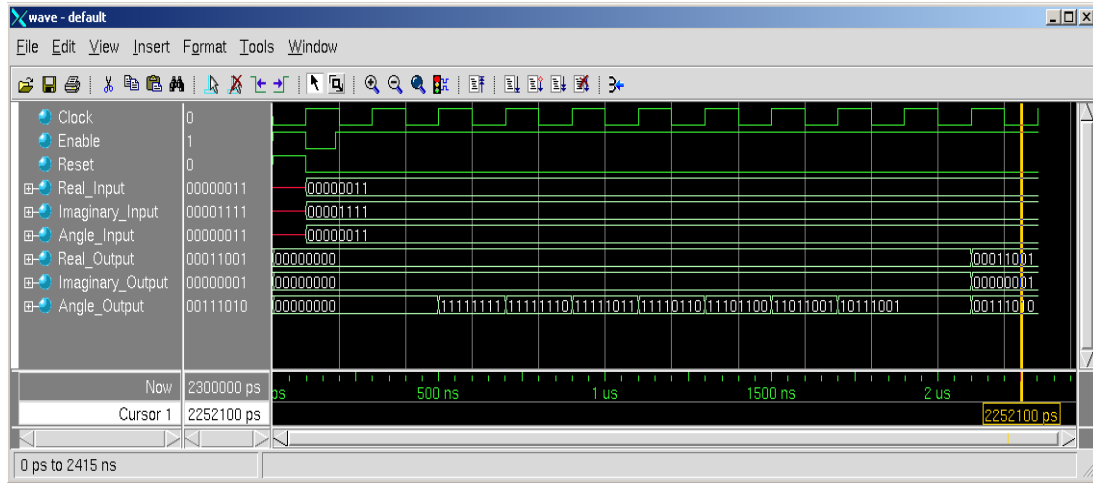 wave - default
File Edit View Insert Format Tools Window
Clock 0
Enable 1
Reset 0
Real_Input 00000011 00000011
Imaginary_Input 00001111 00001111
Angle_Input 00000011 00000011
Real_Output 00011001 00000000 00011001
Imaginary_Output 00000001 00000000 00000001
Angle_Output 00111010 00000000 11111111 11111110 11111011 11110110 11101100 11011001 10111001 00111010
Now 2300000 ps ps 500 ns 1 us 1500 ns 2 us
Cursor 1 2252100 ps 2252100 ps
0 ps to 2415 ns